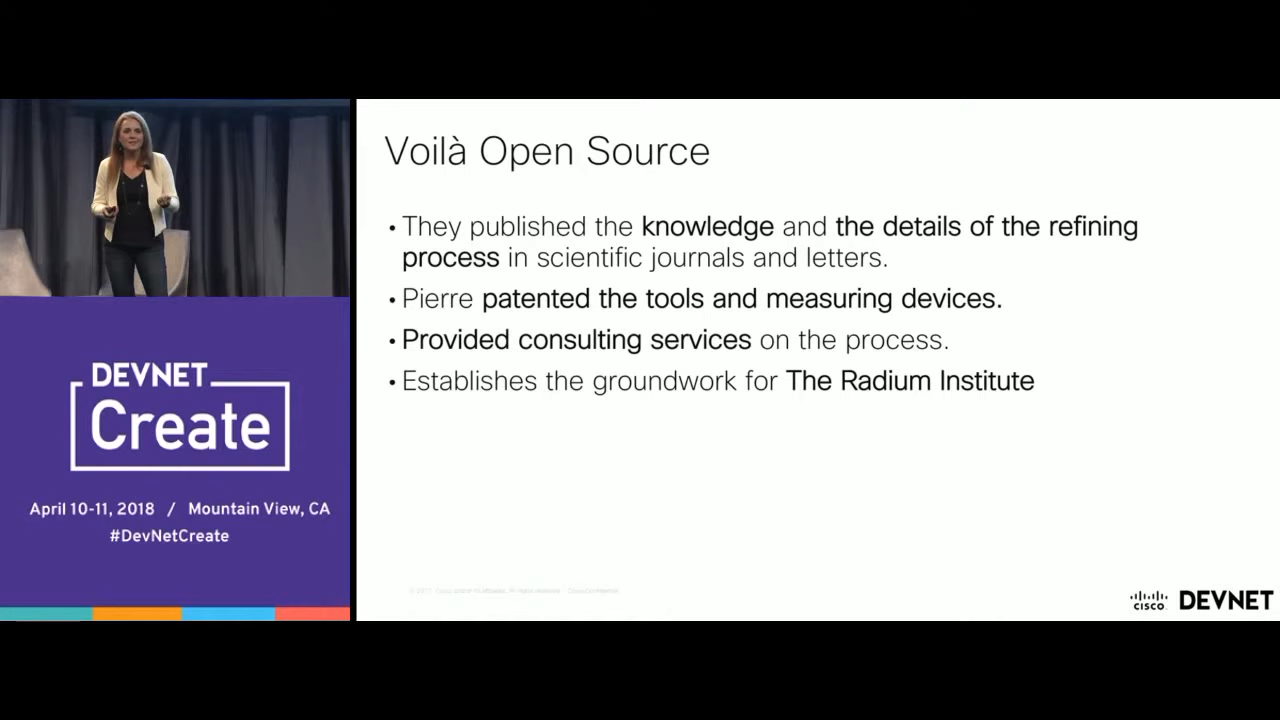 Voilà Open Source
• They published the knowledge and the details of the refining
process in scientific journals and letters.
• Pierre patented the tools and measuring devices.
• Provided consulting services on the process.
• Establishes the groundwork for The Radium Institute
DEVNET
Create
April 10-11, 2018 / Mountain View, CA
#DevNetCreate
CISCO DEVNET